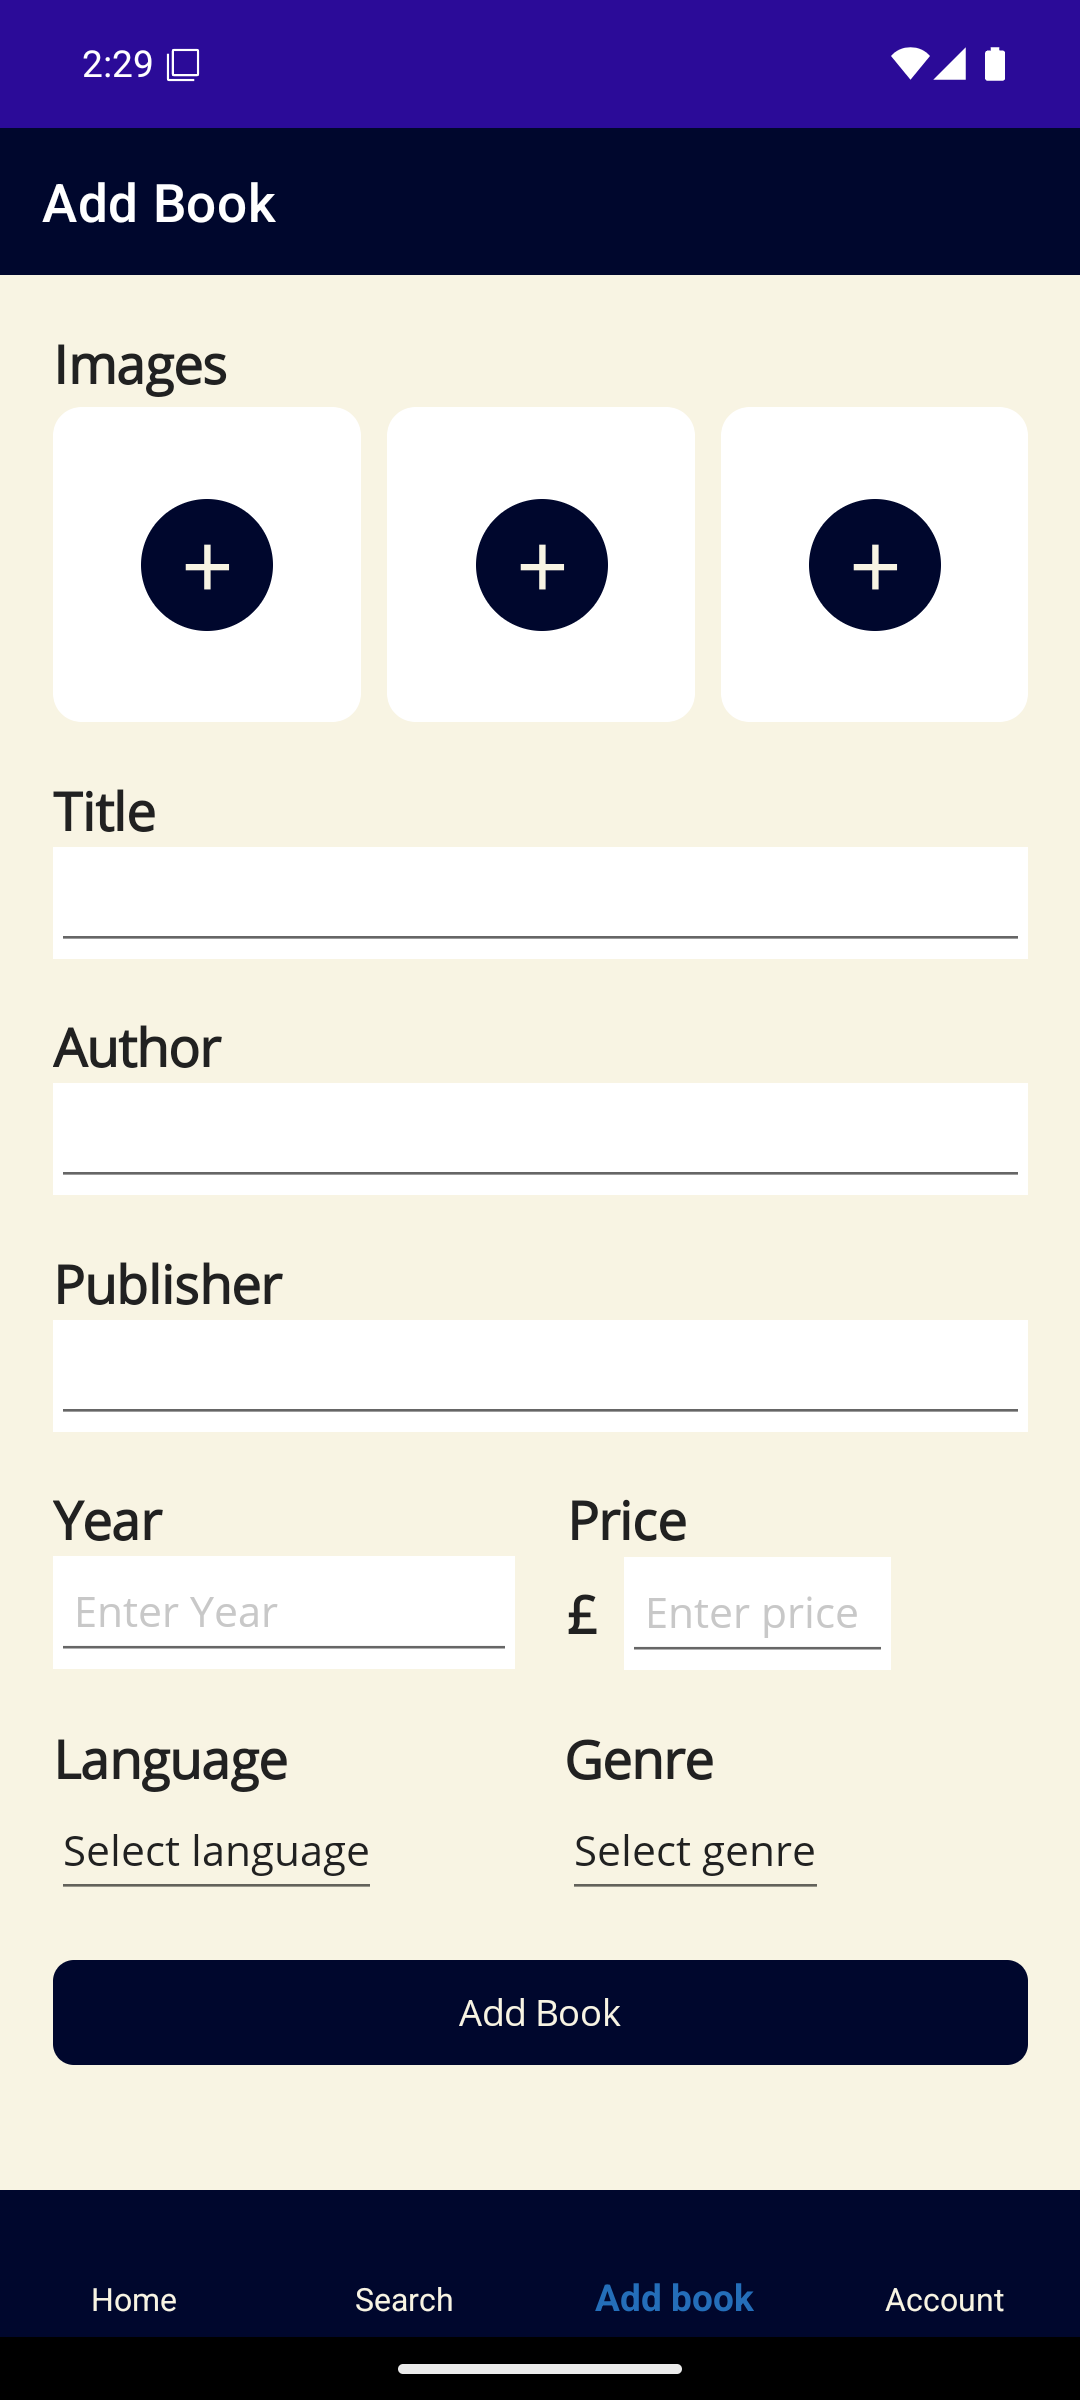 2:29
Add Book
Images
Title
Author
Publisher
Year Price
Enter Year £ Enter price
Language Genre
Select language Select genre
Add Book
Home Search Add book Account